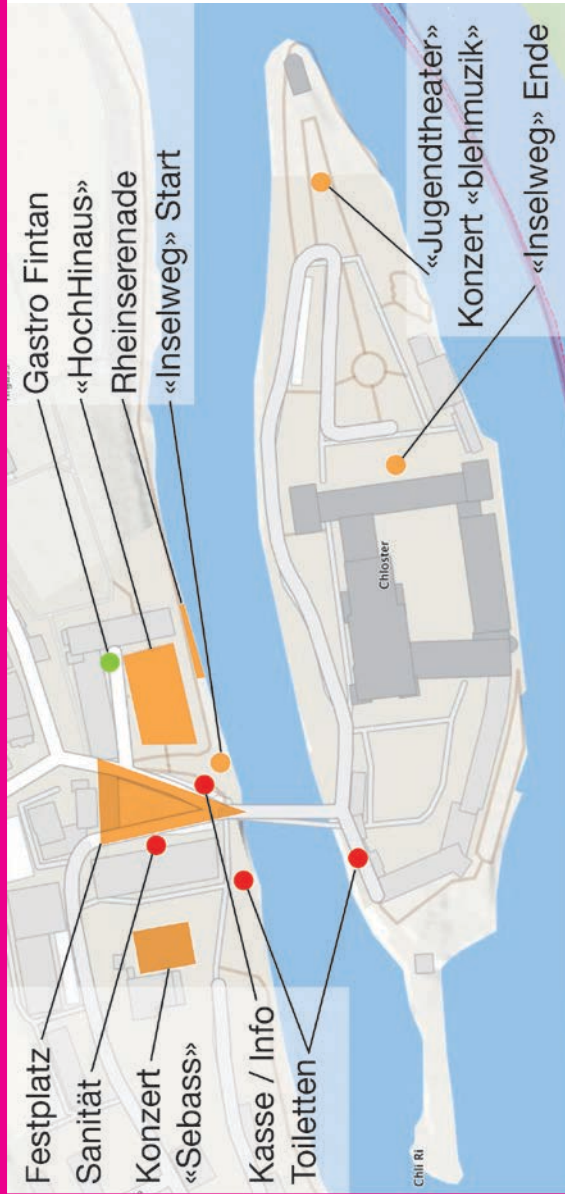 Gastro Fintan
«HochHinaus»
Rheinserenade
«Inselweg» Start
Festplatz
Sanität
Konzert
«Sebass»
Kasse / Info
Toiletten
Chloster
Chli Ri
«Jugendtheater»
Konzert «blehmuzik»
«Inselweg» Ende